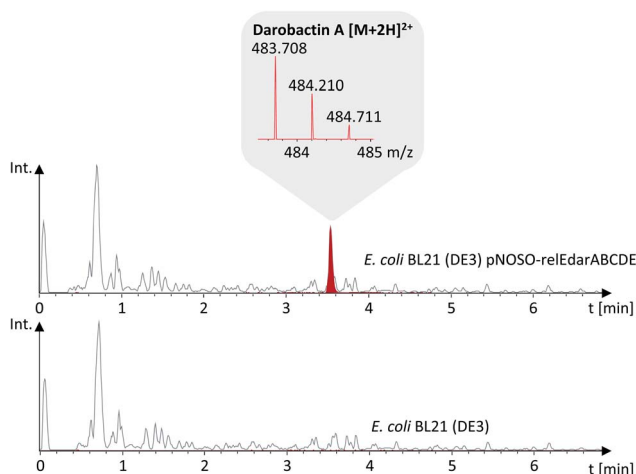 Darobactin A [M+2H]²⁺
483.708
484.210
484.711
484 485 m/z
Int.
E. coli BL21 (DE3) pNOSO-relEdarABCDE
0 1 2 3 4 5 6 t [min]
Int.
E. coli BL21 (DE3)
0 1 2 3 4 5 6 t [min]